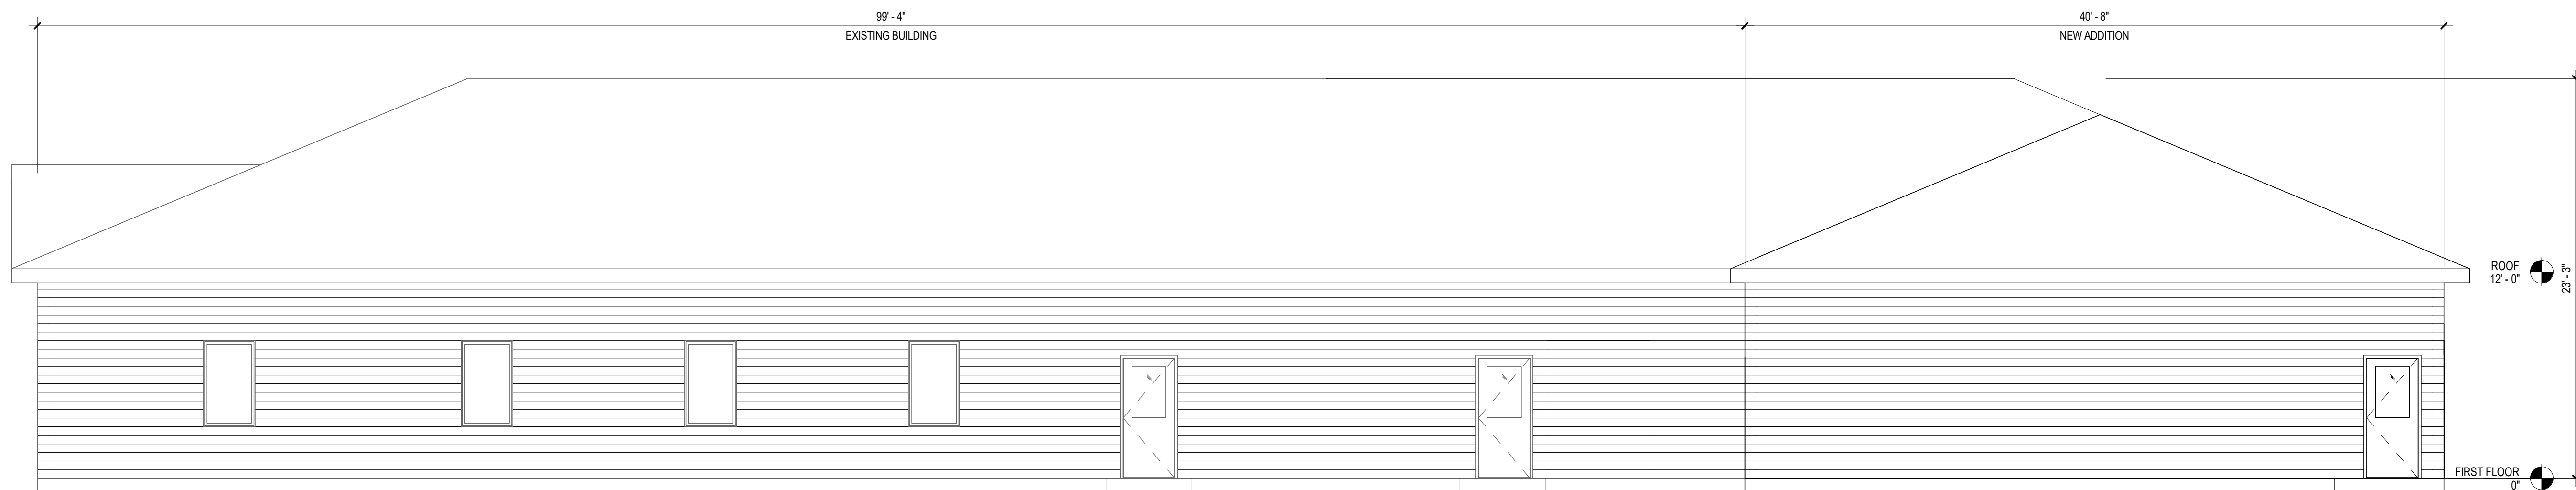 99' - 4"
EXISTING BUILDING
40' - 8"
NEW ADDITION
ROOF
12' - 0"
23' - 3"
FIRST FLOOR
0"